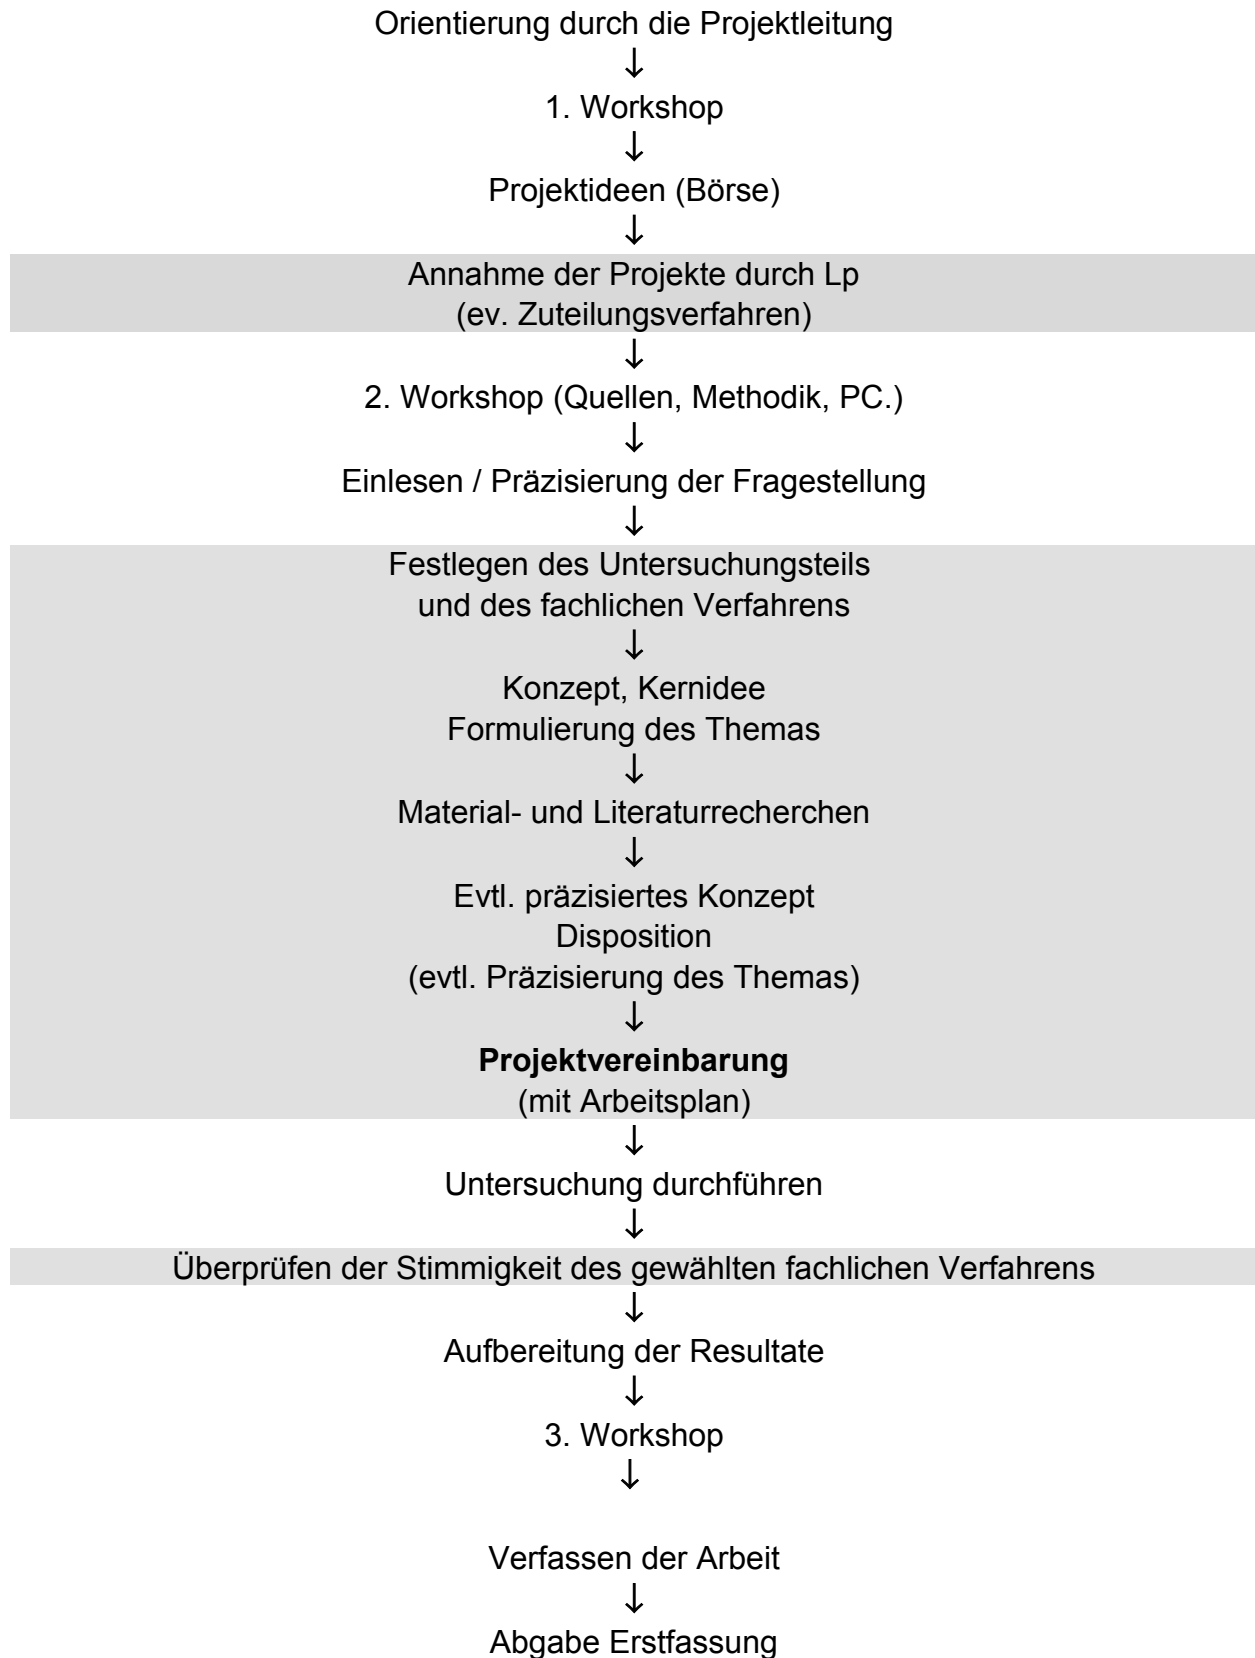 Orientierung durch die Projektleitung
↓
1. Workshop
↓
Projektideen (Börse)
↓
Annahme der Projekte durch Lp
(ev. Zuteilungsverfahren)
↓
2. Workshop (Quellen, Methodik, PC.)
↓
Einlesen / Präzisierung der Fragestellung
↓
Festlegen des Untersuchungsteils
und des fachlichen Verfahrens
↓
Konzept, Kernidee
Formulierung des Themas
↓
Material- und Literaturrecherchen
↓
Evtl. präzisiertes Konzept
Disposition
(evtl. Präzisierung des Themas)
↓
Projektvereinbarung
(mit Arbeitsplan)
↓
Untersuchung durchführen
↓
Überprüfen der Stimmigkeit des gewählten fachlichen Verfahrens
↓
Aufbereitung der Resultate
↓
3. Workshop
↓
Verfassen der Arbeit
↓
Abgabe Erstfassung